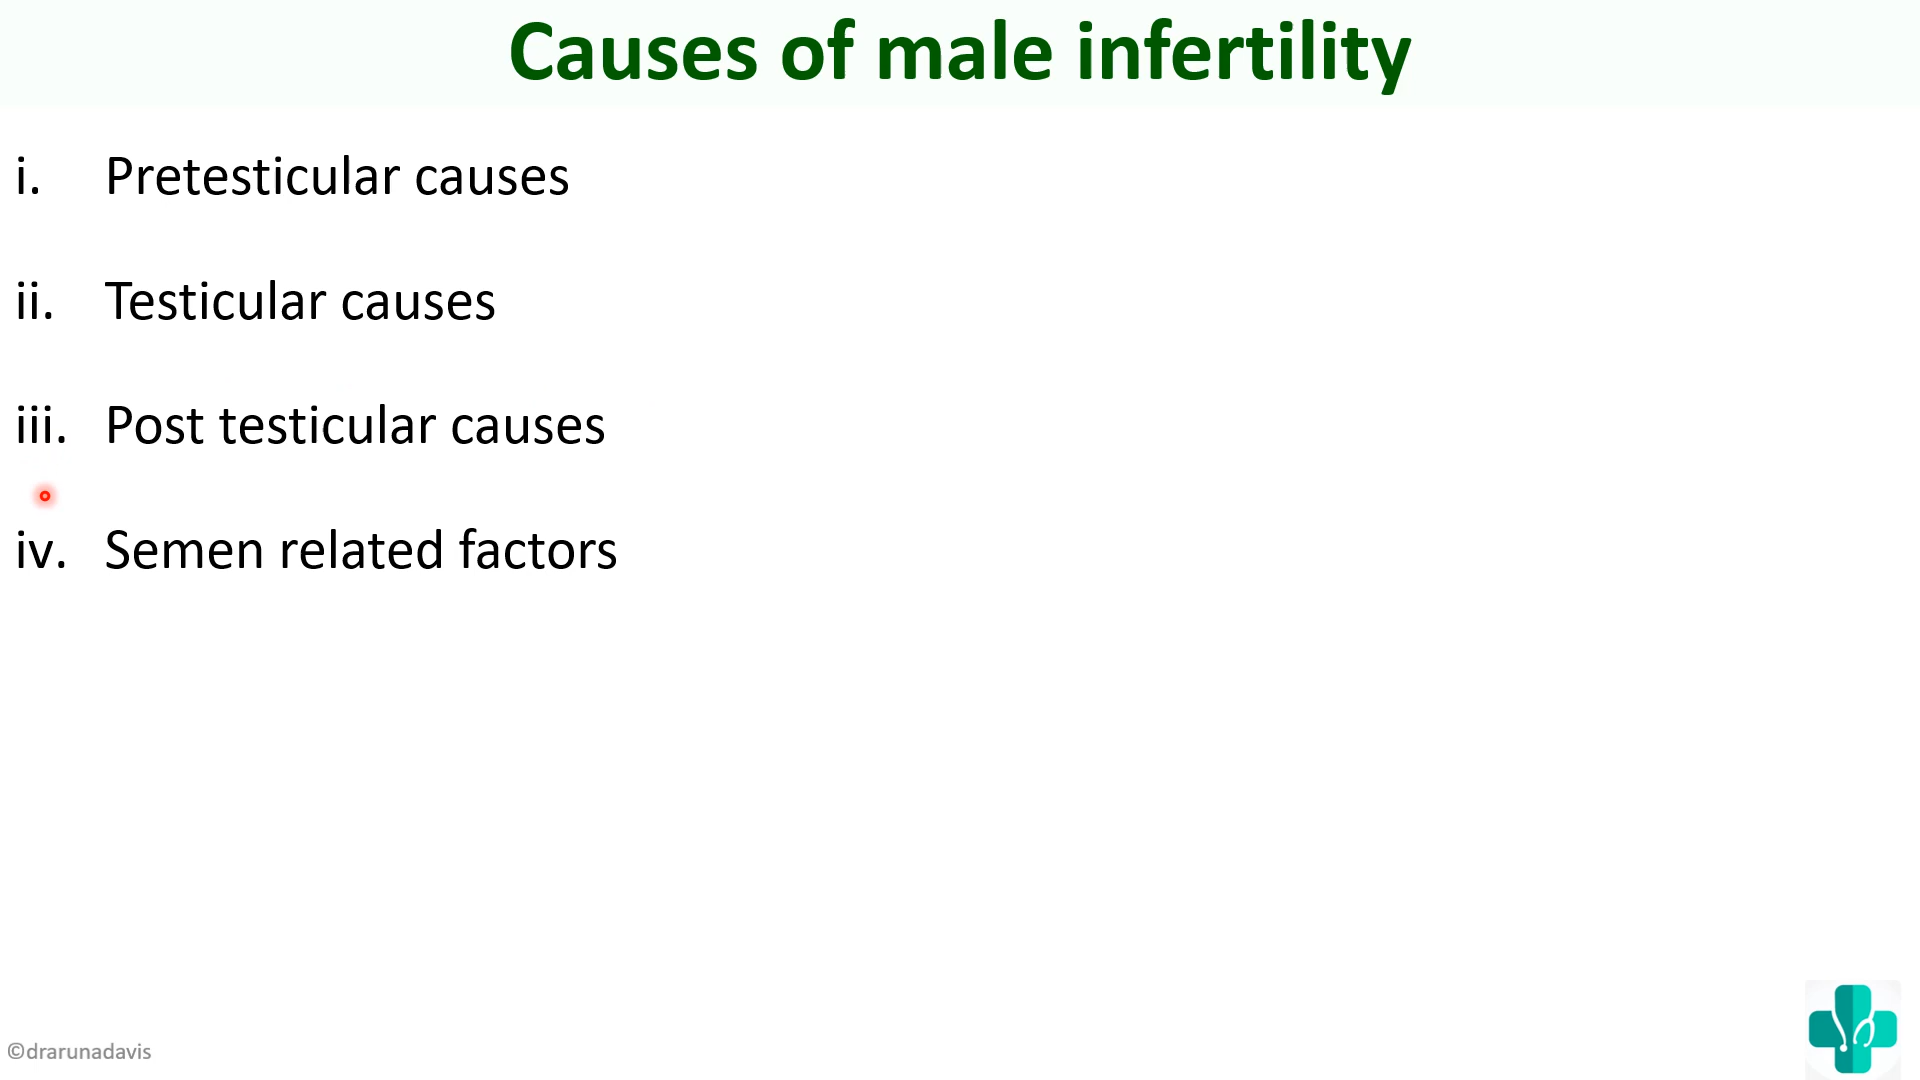 Causes of male infertility
i. Pretesticular causes
ii. Testicular causes
iii. Post testicular causes
iv. Semen related factors
©drarunadavis